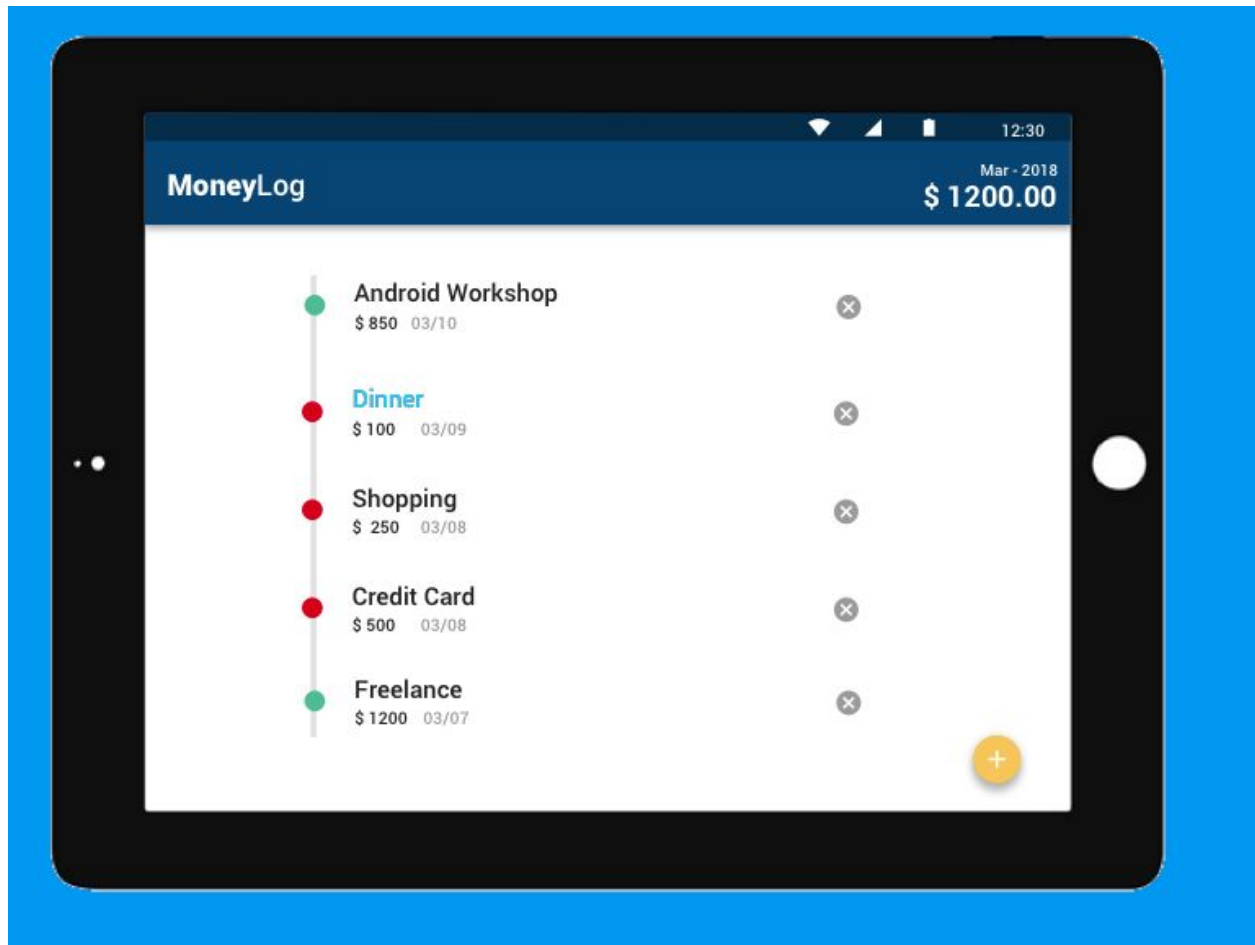 12:30
MoneyLog
Mar - 2018
$ 1200.00
Android Workshop
$ 850 03/10
Dinner
$ 100 03/09
Shopping
$ 250 03/08
Credit Card
$ 500 03/08
Freelance
$ 1200 03/07
+